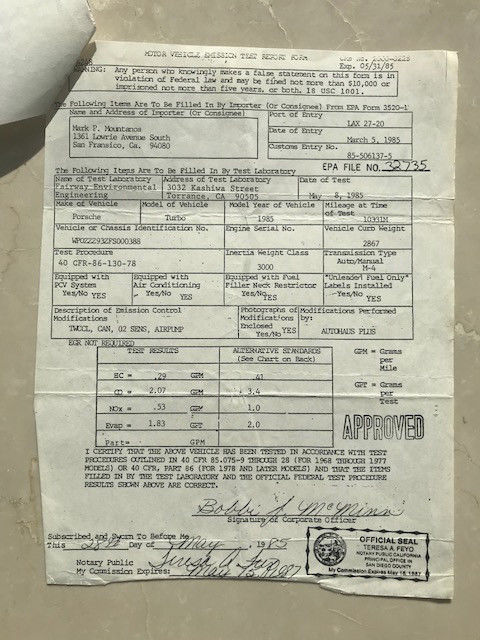 MOTOR VEHICLE EMISSION TEST REPORT FORM
Exp. 05/31/85
WARNING: Any person who knowingly makes a false statement on this form is in
violation of Federal law and may be fined not more than $10,000 or
imprisoned not more than five years, or both. 18 USC 1001.
The Following Items Are To Be Filled In By Importer (Or Consignee) From EPA Form 3520-1
Name and Address of Importer (Or Consignee)
Port of Entry
LAX 27-20
Mark P. Mountanos
1361 Lowrie Avenue South
San Fransico, Ca. 94080
Date of Entry
March 5, 1985
Customs Entry No.
85-506137-5
EPA FILE NO. 32735
The Following Items Are To Be Filled In By Test Laboratory
Name of Test Laboratory
Address of Test Laboratory
Date of Test
Fairway Environmental
Engineering
3032 Kashiwa Street
Torrance, CA 90505
May 8, 1985
Make of Vehicle
Model of Vehicle
Model Year of Vehicle
Mileage at Time
of Test
Porsche
Turbo
1985
10331M
Vehicle or Chassis Identification No.
Engine Serial No.
Vehicle Curb Weight
WPOZZZ93ZFS000388
2867
Test Procedure
Inertia Weight Class
Transmission Type
Auto/Manual
40 CFR-86-130-78
3000
M-4
Equipped with
PCV System
Yes/No YES
Equipped with
Air Conditioning
Yes/No YES
Equipped with Fuel
Filler Neck Restrictor
Yes/No YES
"Unleaded Fuel Only"
Labels Installed
Yes/No YES
Description of Emission Control
Modifications
Photographs of
Modifications
Enclosed
Yes/No YES
Modifications Performed
by:
TWOCL, CAN, O2 SENS, AIRPUMP
AUTOHAUS PLUS
EGR NOT REQUIRED
TEST RESULTS
ALTERNATIVE STANDARDS
(See Chart on Back)
GPM = Grams
per
Mile
HC = .29 GPM .41
CO = 2.07 GPM 3.4
GPT = Grams
per
Test
NOx = .53 GPM 1.0
Evap = 1.83 GPT 2.0
Part= GPM
APPROVED
I CERTIFY THAT THE ABOVE VEHICLE HAS BEEN TESTED IN ACCORDANCE WITH TEST
PROCEDURES OUTLINED IN 40 CFR 85.075-9 THROUGH 28 (FOR 1968 THROUGH 1977
MODELS) OR 40 CFR, PART 86 (FOR 1978 AND LATER MODELS) AND THAT THE ITEMS
FILLED IN BY THE TEST LABORATORY AND THE OFFICIAL FEDERAL TEST PROCEDURE
RESULTS SHOWN ABOVE ARE CORRECT.
Bobbi L McMinn
Signature of Corporate Officer
Subscribed and Sworn To Before Me
This Day of May 1985
Notary Public
My Commission Expires: May 1987
OFFICIAL SEAL
TERESA A. FEYO
NOTARY PUBLIC CALIFORNIA
PRINCIPAL OFFICE IN
SAN DIEGO COUNTY
My Commission Expires May 18, 1987